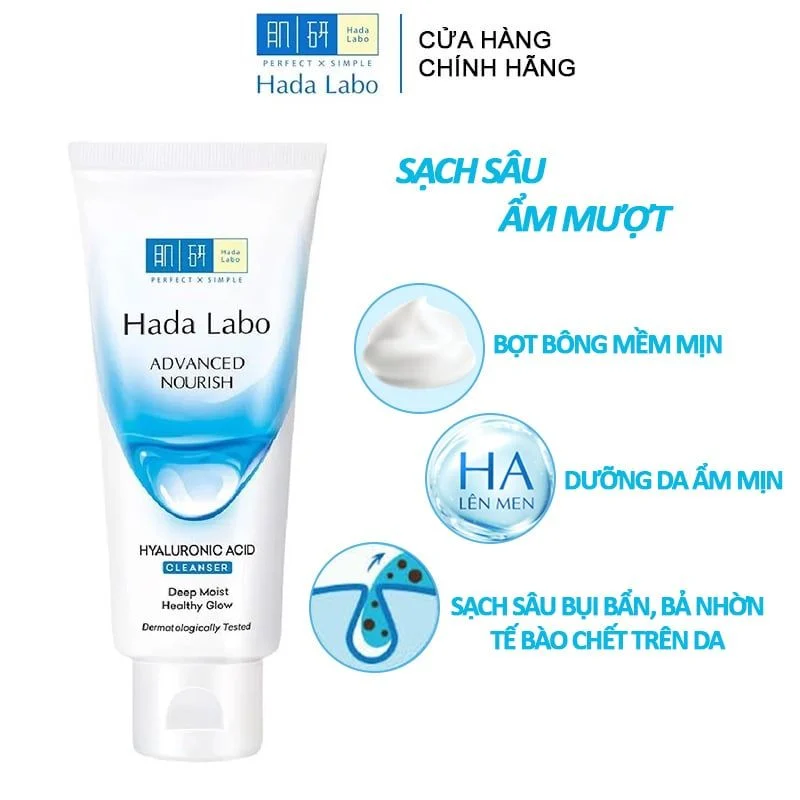 肌研
Hada
Labo
PERFECT X SIMPLE
Hada Labo
CỬA HÀNG
CHÍNH HÃNG
SẠCH SÂU
ẨM MƯỢT
肌研
Hada
Labo
PERFECT X SIMPLE
Hada Labo
ADVANCED
NOURISH
HYALURONIC ACID
CLEANSER
Deep Moist
Healthy Glow
Dermatologically Tested
BỌT BÔNG MỀM MỊN
HA
LÊN MEN
DƯỠNG DA ẨM MỊN
SẠCH SÂU BỤI BẨN, BẢ NHỜN
TẾ BÀO CHẾT TRÊN DA